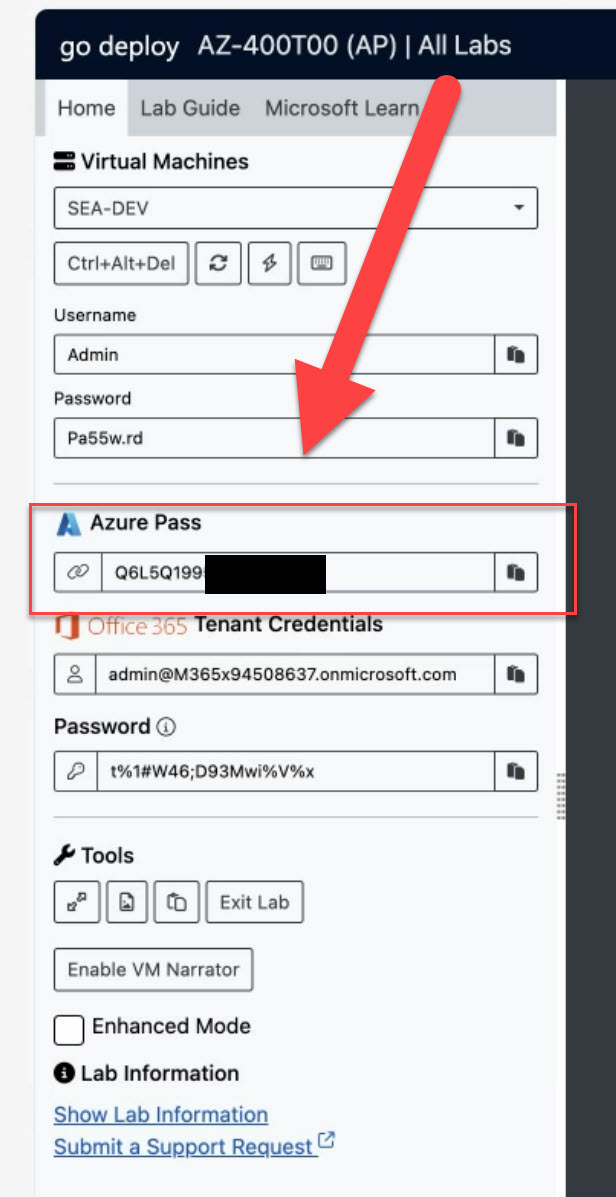 go deploy AZ-400T00 (AP) | All Labs
Home Lab Guide Microsoft Learn
Virtual Machines
SEA-DEV
Ctrl+Alt+Del
Username
Admin
Password
Pa55w.rd
Azure Pass
Q6L5Q199
Office 365 Tenant Credentials
admin@M365x94508637.onmicrosoft.com
Password
t%1#W46;D93Mwi%V%x
Tools
Exit Lab
Enable VM Narrator
Enhanced Mode
Lab Information
Show Lab Information
Submit a Support Request